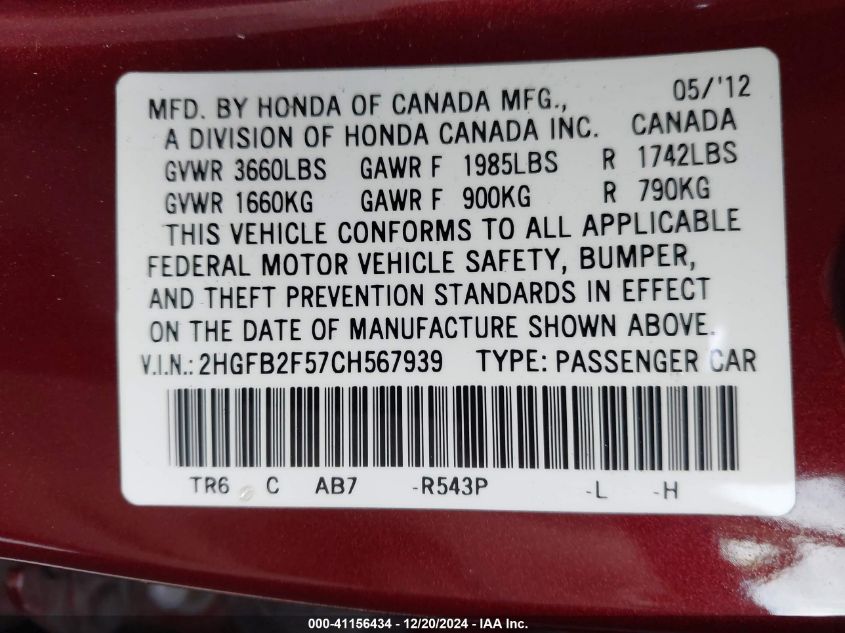 MFD. BY HONDA OF CANADA MFG., 05/'12
A DIVISION OF HONDA CANADA INC. CANADA
GVWR 3660LBS GAWR F 1985LBS R 1742LBS
GVWR 1660KG GAWR F 900KG R 790KG
THIS VEHICLE CONFORMS TO ALL APPLICABLE
FEDERAL MOTOR VEHICLE SAFETY, BUMPER,
AND THEFT PREVENTION STANDARDS IN EFFECT
ON THE DATE OF MANUFACTURE SHOWN ABOVE.
V.I.N.: 2HGFB2F57CH567939 TYPE: PASSENGER CAR
TR6 C AB7 -R543P -L -H
000-41156434 - 12/20/2024 - IAA Inc.